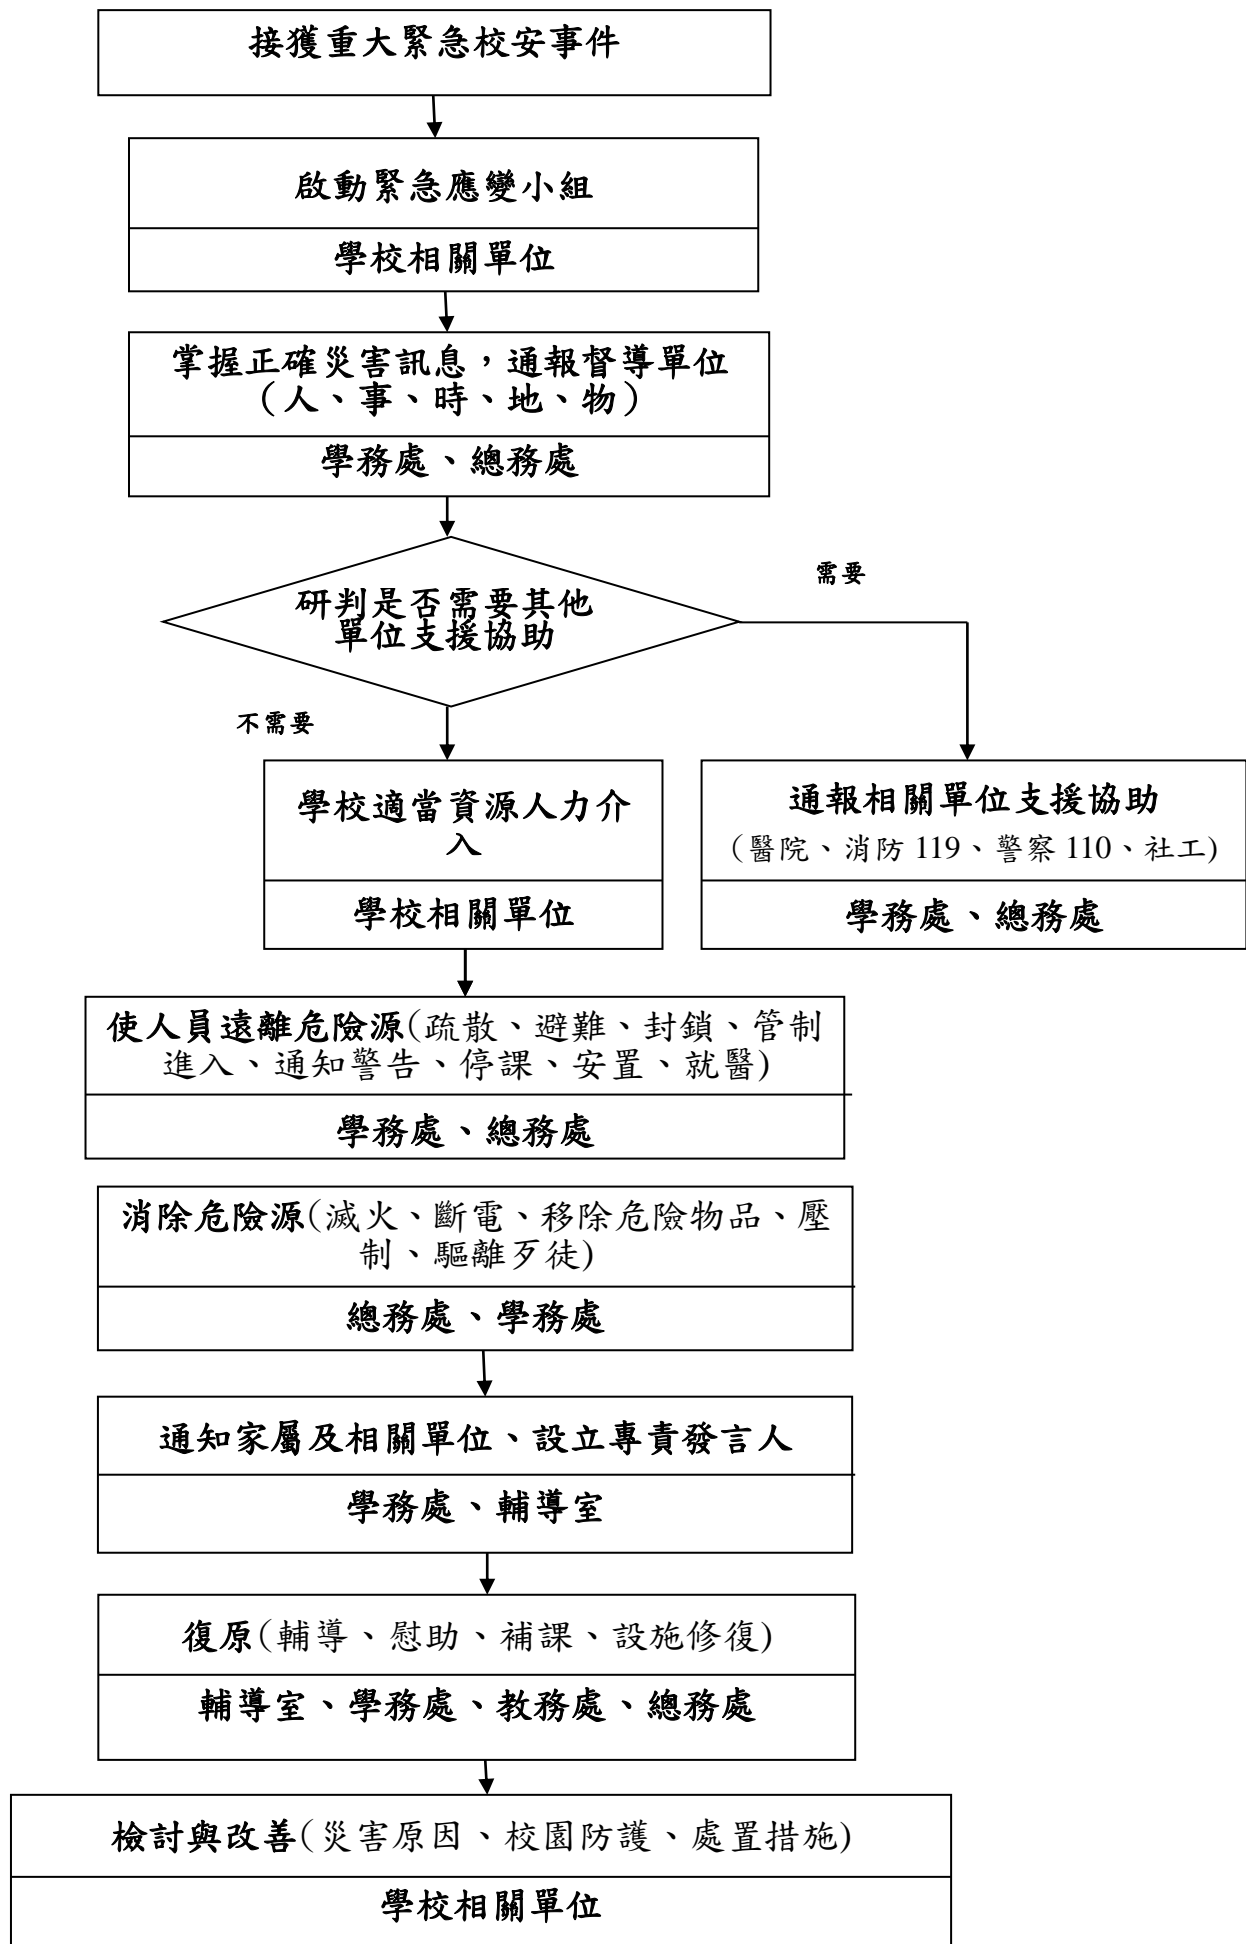 接獲重大緊急校安事件
啟動緊急應變小組
學校相關單位
掌握正確災害訊息，通報督導單位
（人、事、時、地、物）
學務處、總務處
需要
研判是否需要其他
單位支援協助
不需要
學校適當資源人力介
入
學校相關單位
通報相關單位支援協助
（醫院、消防 119、警察 110、社工)
學務處、總務處
使人員遠離危險源(疏散、避難、封鎖、管制
進入、通知警告、停課、安置、就醫)
學務處、總務處
消除危險源(滅火、斷電、移除危險物品、壓
制、驅離歹徒)
總務處、學務處
通知家屬及相關單位、設立專責發言人
學務處、輔導室
復原(輔導、慰助、補課、設施修復)
輔導室、學務處、教務處、總務處
檢討與改善(災害原因、校園防護、處置措施)
學校相關單位